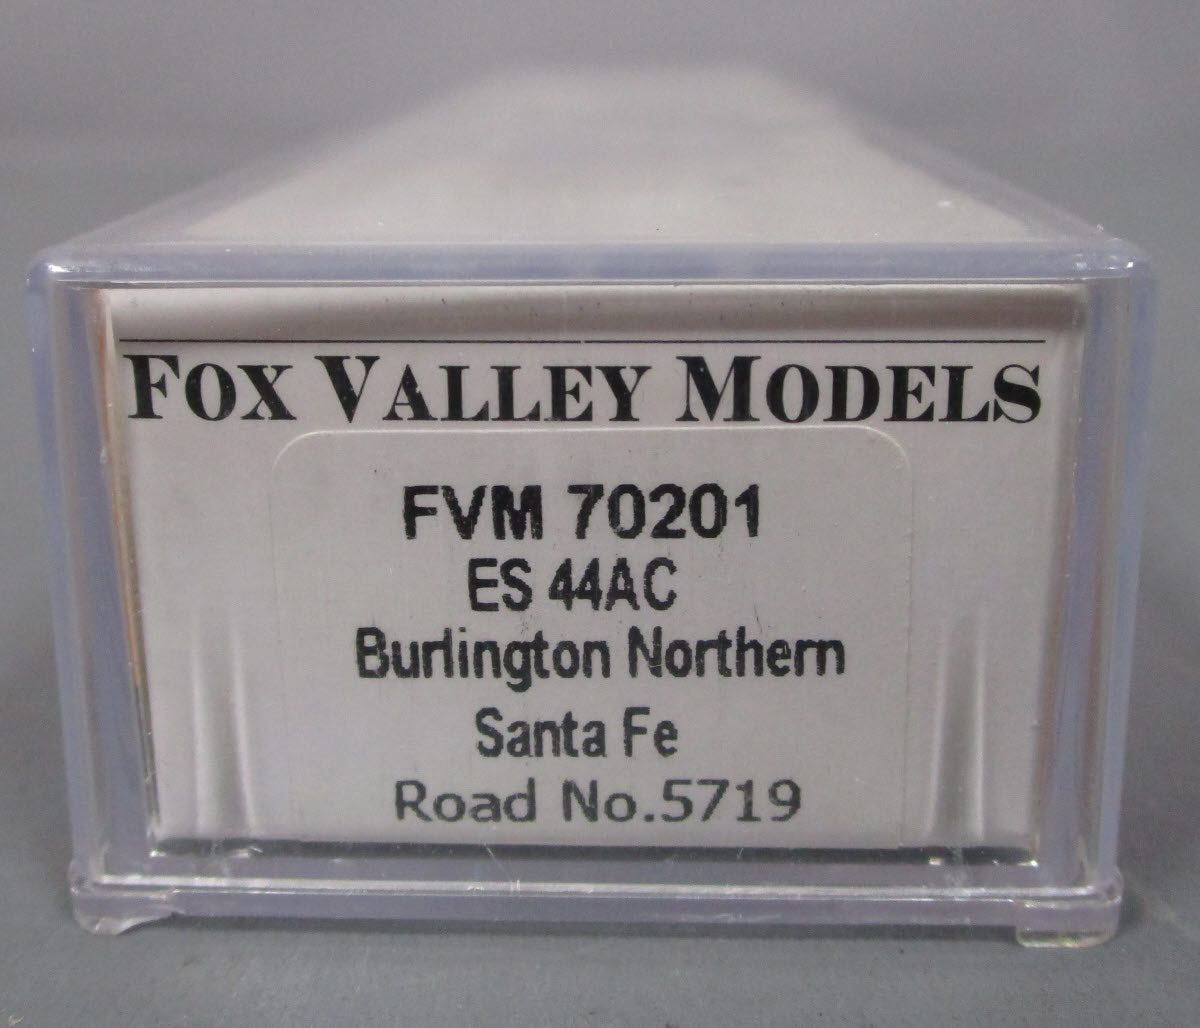 FOX VALLEY MODELS
FVM 70201
ES 44AC
Burlington Northern
Santa Fe
Road No.5719